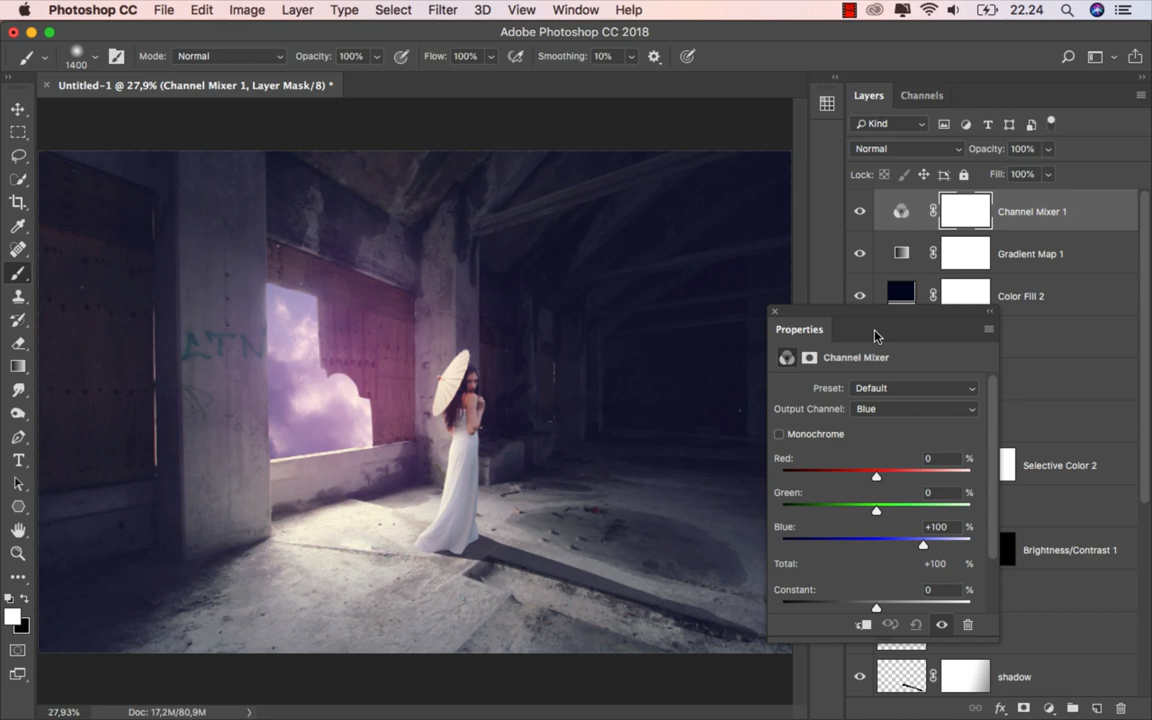 Photoshop CC File Edit Image Layer Type Select Filter 3D View Window Help 22.24
Adobe Photoshop CC 2018
1400 Mode: Normal Opacity: 100% Flow: 100% Smoothing: 10%
× Untitled-1 @ 27,9% (Channel Mixer 1, Layer Mask/8) *
Layers Channels
Kind
Normal Opacity: 100%
Lock: Fill: 100%
Channel Mixer 1
Gradient Map 1
Color Fill 2
Properties
Channel Mixer
Preset: Default
Output Channel: Blue
Monochrome
Red: 0 %
Green: 0 %
Blue: +100 %
Total: +100 %
Constant: 0 %
Selective Color 2
Brightness/Contrast 1
shadow
27,93% Doc: 17,2M/80,9M